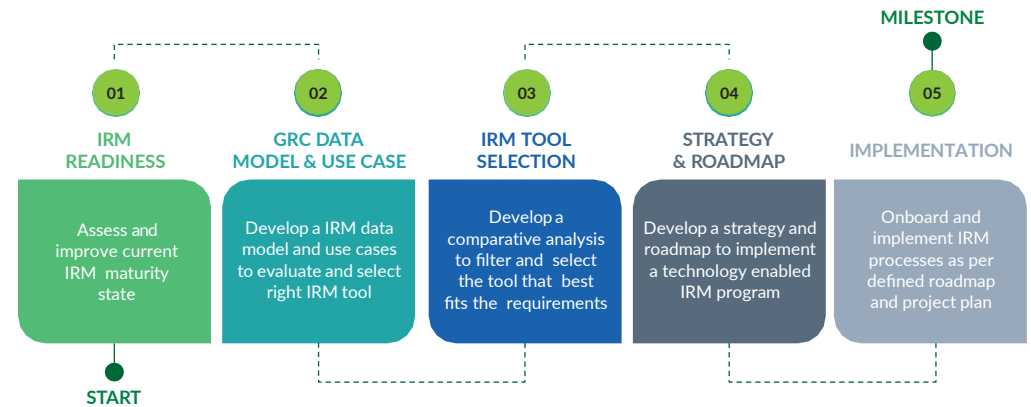 MILESTONE
01
02
03
04
05
IRM
READINESS
GRC DATA
MODEL & USE CASE
IRM TOOL
SELECTION
STRATEGY
& ROADMAP
IMPLEMENTATION
Assess and
improve current
IRM maturity
state
Develop a IRM data
model and use cases
to evaluate and select
right IRM tool
Develop a
comparative analysis
to filter and select
the tool that best
fits the requirements
Develop a strategy and
roadmap to implement
a technology enabled
IRM program
Onboard and
implement IRM
processes as per
defined roadmap
and project plan
START